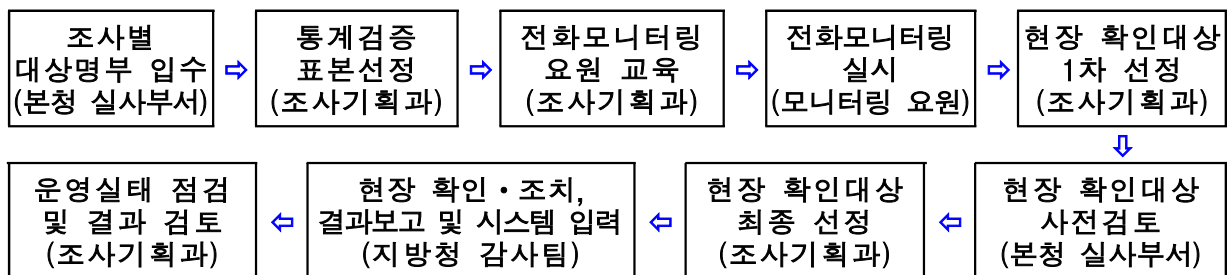 조사별
대상명부 입수
(본청 실사부서)
통계검증
표본선정
(조사기획과)
전화모니터링
요원 교육
(조사기획과)
전화모니터링
실시
(모니터링 요원)
현장 확인대상
1차 선정
(조사기획과)
현장 확인대상
사전검토
(본청 실사부서)
현장 확인대상
최종 선정
(조사기획과)
현장 확인・조치,
결과보고 및 시스템 입력
(지방청 감사팀)
운영실태 점검
및 결과 검토
(조사기획과)